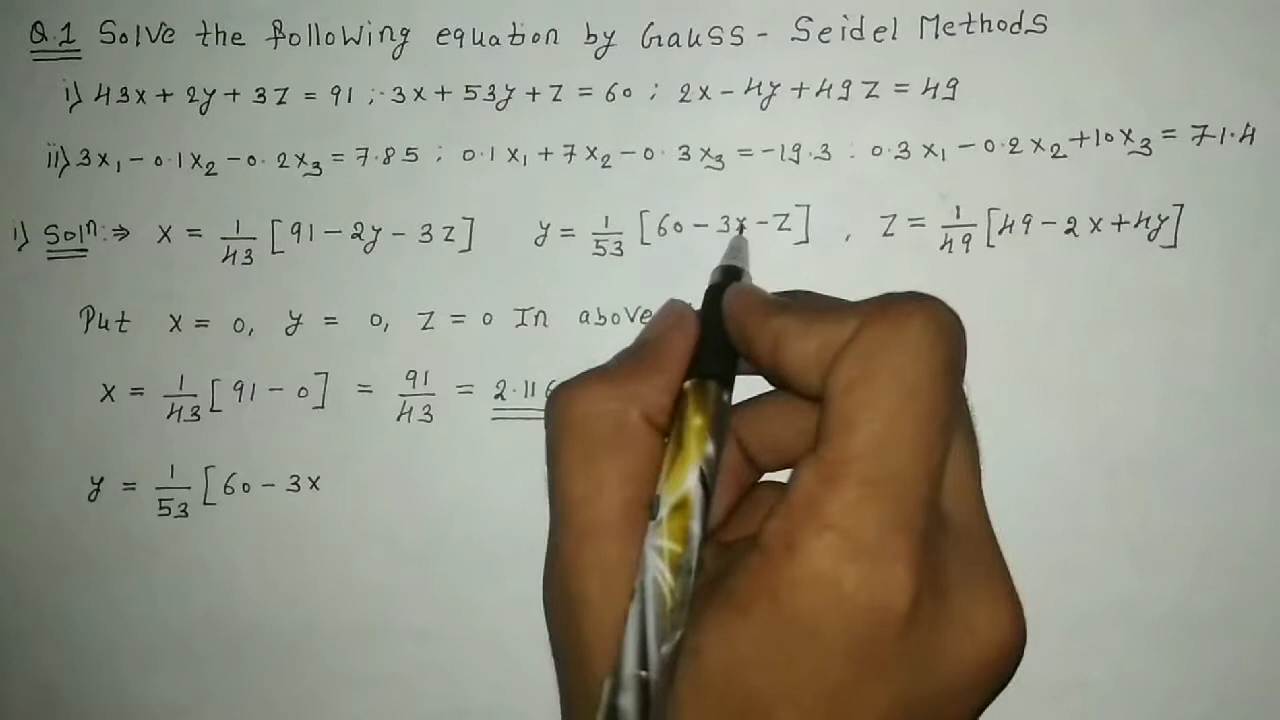 Q.1 Solve the following equation by Gauss - Seidel Methods
i) 43x + 2y + 3z = 91 ; 3x + 53y + z = 60 ; 2x - 4y + 49z = 49
ii) 3x₁ - 0.1x₂ - 0.2x₃ = 7.85 ; 0.1x₁ + 7x₂ - 0.3x₃ = -19.3 : 0.3x₁ - 0.2x₂ + 10x₃ = 71.4
i) Solⁿ:⇒ x = 1/43 [91 - 2y - 3z] y = 1/53 [60 - 3x - z] , z = 1/49 [49 - 2x + 4y]
Put x = 0, y = 0, z = 0 In above
x = 1/43 [91 - 0] = 91/43 = 2.116
y = 1/53 [60 - 3x